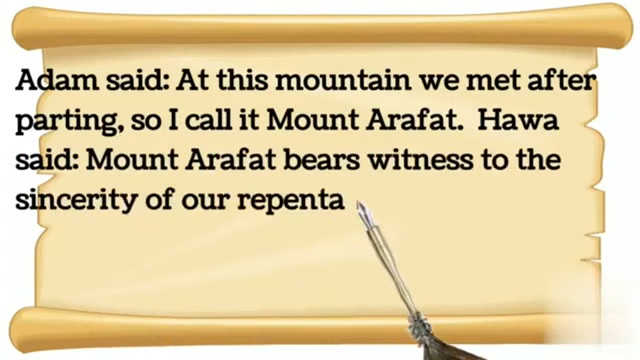 Adam said: At this mountain we met after
parting, so I call it Mount Arafat. Hawa
said: Mount Arafat bears witness to the
sincerity of our repenta